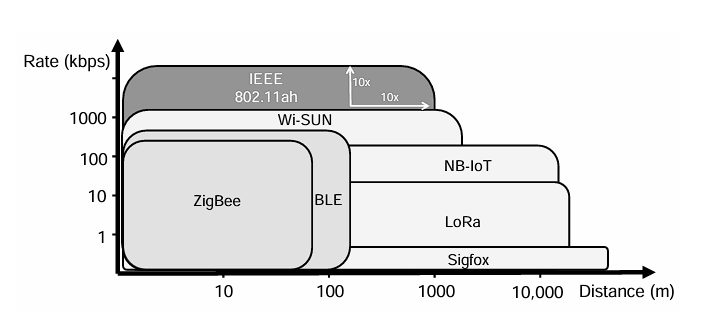 Rate (kbps)
IEEE
802.11ah
10x
10x
1000
Wi-SUN
100
NB-IoT
10
ZigBee
BLE
LoRa
1
Sigfox
10
100
1000
10,000
Distance (m)